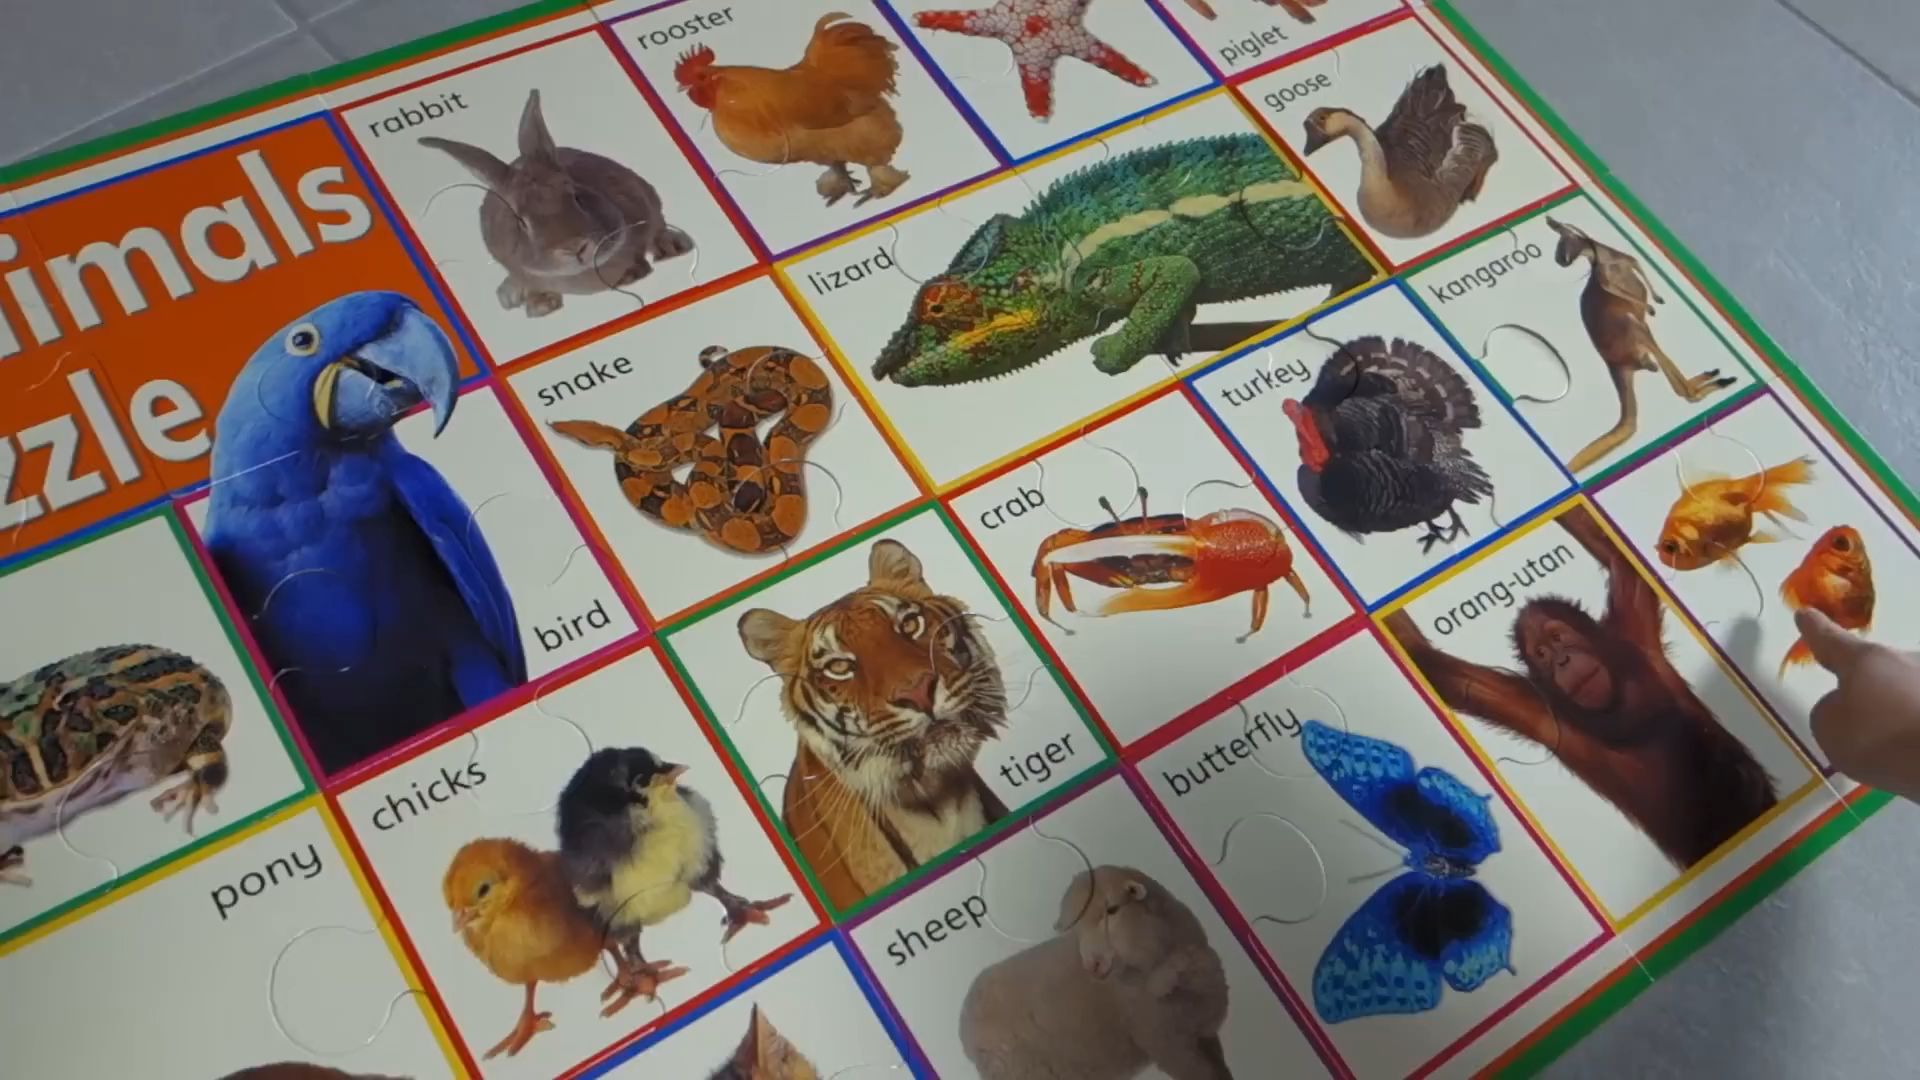 imals
zzle
rabbit
rooster
piglet
goose
lizard
kangaroo
snake
turkey
crab
bird
orang-utan
tiger
butterfly
chicks
pony
sheep